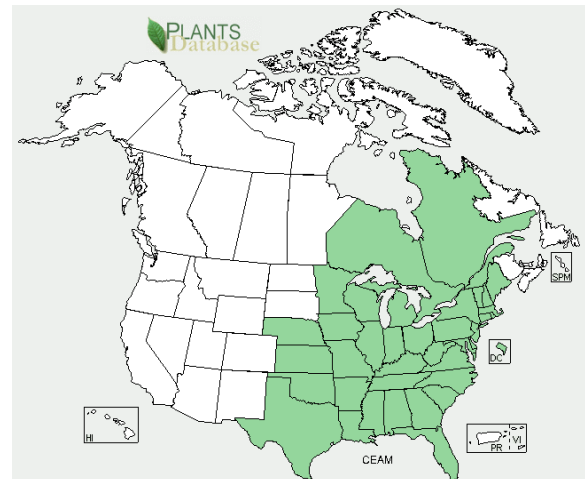 PLANTS
Database
SPM
DC
HI
PR
VI
CEAM